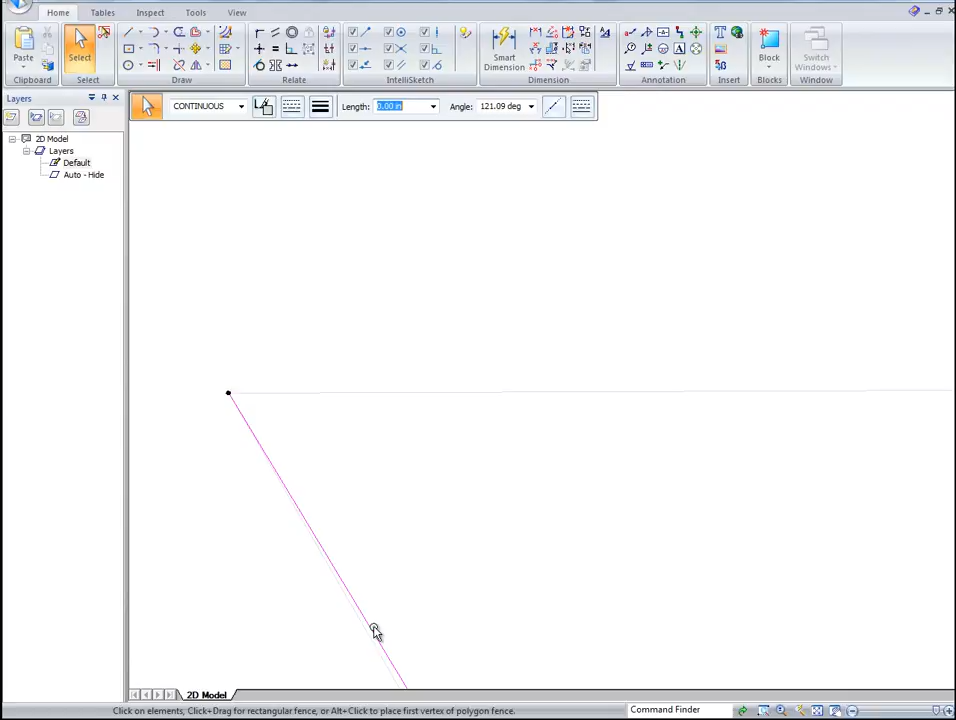 Home Tables Inspect Tools View
Paste
Select
Smart Dimension
Block
Switch Windows
Clipboard Select Draw Relate IntelliSketch Dimension Annotation Insert Blocks Window
Layers
CONTINUOUS Length: 0.00 in Angle: 121.09 deg
2D Model
Layers
Default
Auto - Hide
2D Model
Click on elements, Click+Drag for rectangular fence, or Alt+Click to place first vertex of polygon fence. Command Finder